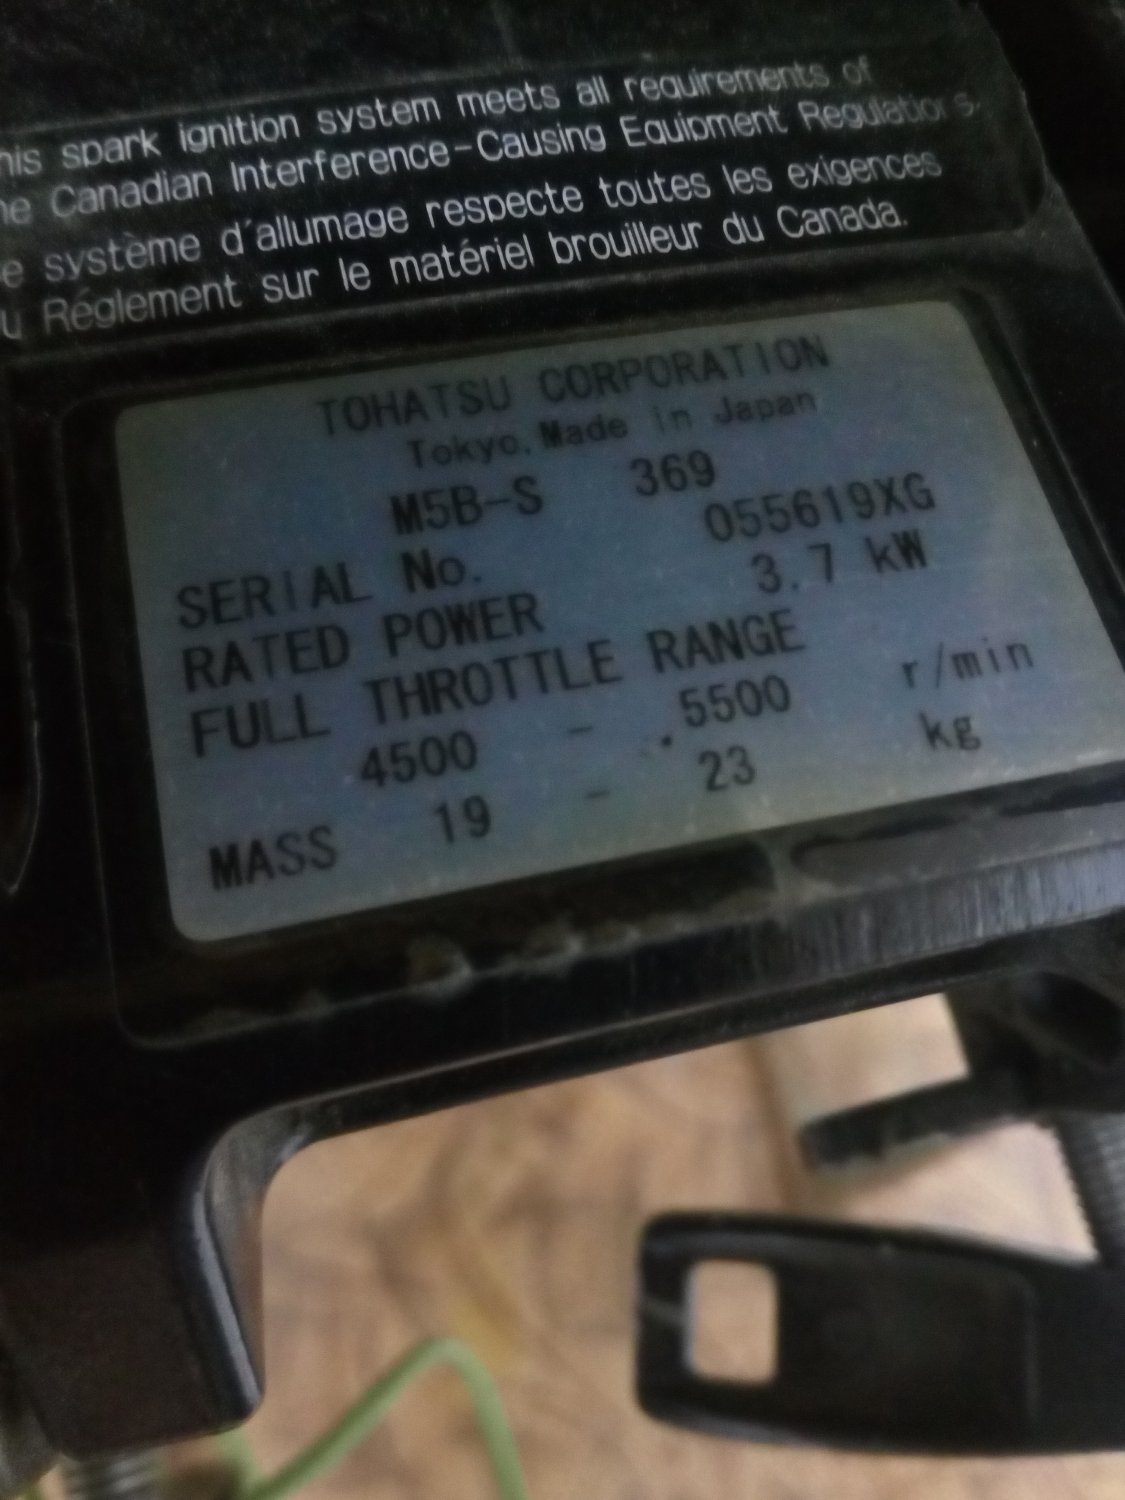 his spark ignition system meets all requirements of
he Canadian Interference-Causing Equipment Regulations.
e système d'allumage respecte toutes les exigences
u Réglement sur le matériel brouilleur du Canada.
TOHATSU CORPORATION
Tokyo, Made in Japan
M5B-S 369
SERIAL No. 055619XG
RATED POWER 3.7 kW
FULL THROTTLE RANGE
4500 - 5500 r/min
MASS 19 - 23 kg